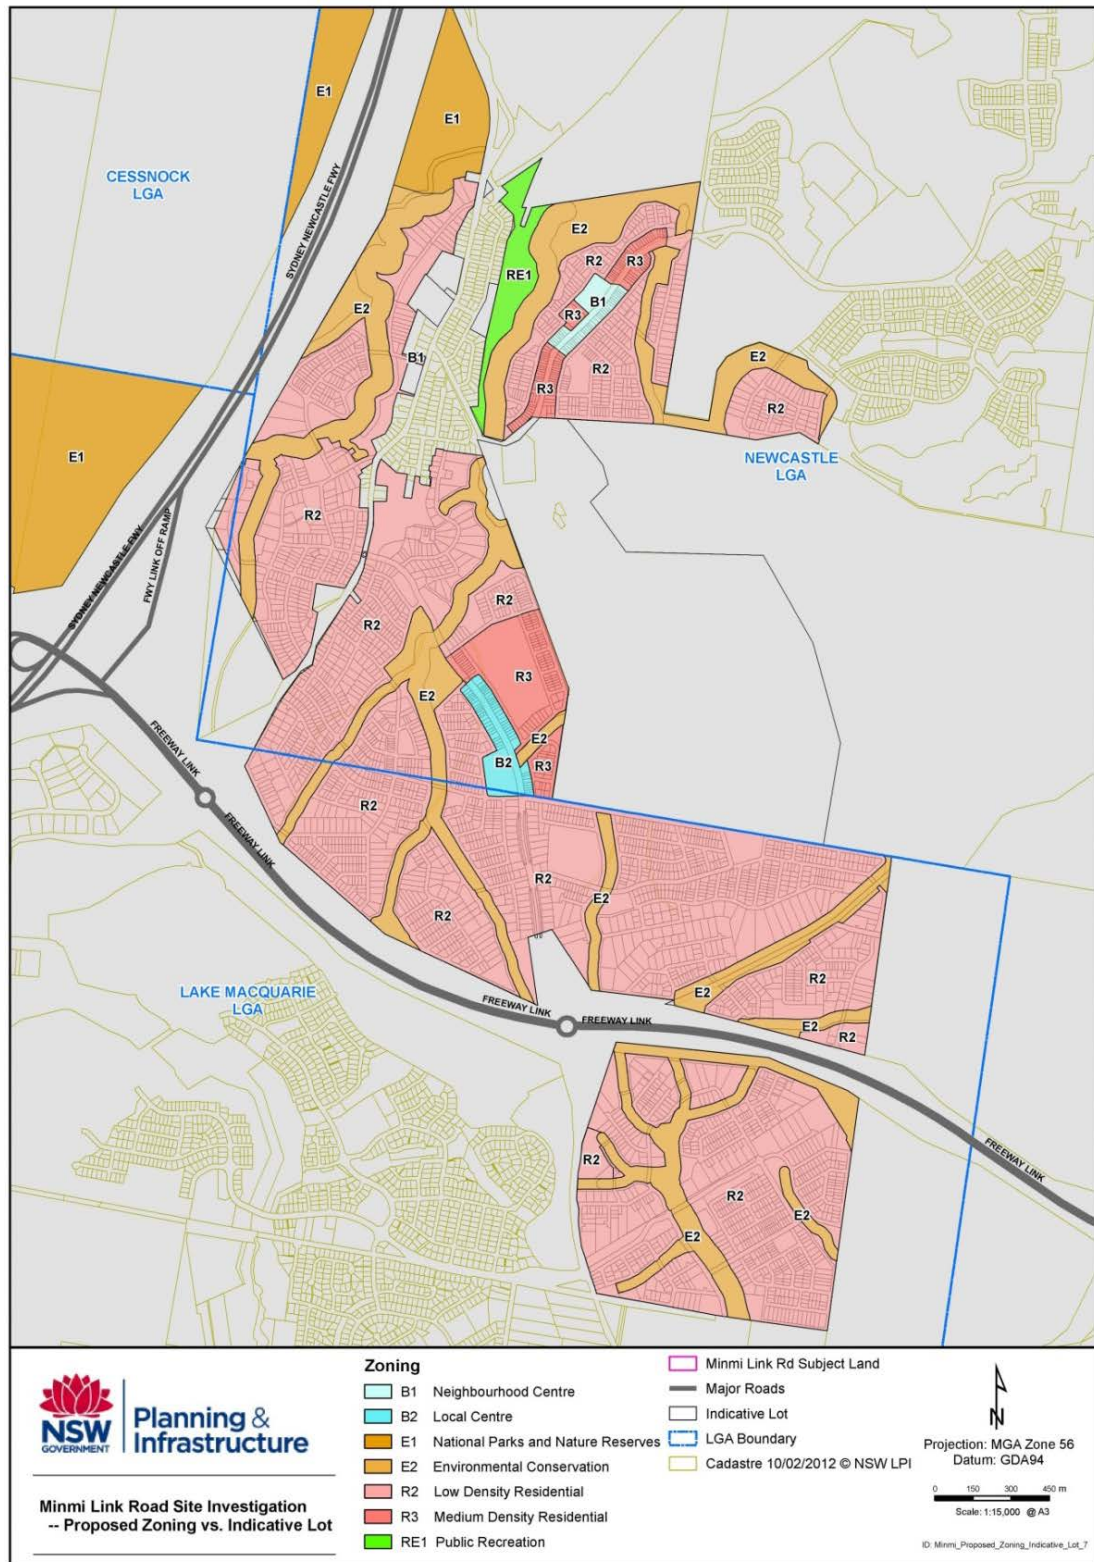 E1
E1
CESSNOCK
LGA
SYDNEY NEWCASTLE FWY
E2
RE1
R2
R3
E2
B1
R3
B1
R2
E2
R3
R2
E1
NEWCASTLE
LGA
R2
SYDNEY NEWCASTLE FWY
FWY LINK OFF RAMP
R2
R2
R3
E2
E2
B2
R3
FREEWAY LINK
R2
FREEWAY LINK
R2
E2
R2
R2
LAKE MACQUARIE
LGA
E2
FREEWAY LINK
FREEWAY LINK
E2
R2
FREEWAY LINK
R2
R2
E2
E2
Zoning
B1 Neighbourhood Centre
B2 Local Centre
E1 National Parks and Nature Reserves
E2 Environmental Conservation
R2 Low Density Residential
R3 Medium Density Residential
RE1 Public Recreation
Minmi Link Rd Subject Land
Major Roads
Indicative Lot
LGA Boundary
Cadastre 10/02/2012 © NSW LPI
NSW
GOVERNMENT
Planning &
Infrastructure
Minmi Link Road Site Investigation
-- Proposed Zoning vs. Indicative Lot
N
Projection: MGA Zone 56
Datum: GDA94
0 150 300 450 m
Scale: 1:15,000 @ A3
ID: Minmi_Proposed_Zoning_Indicative_Lot_7